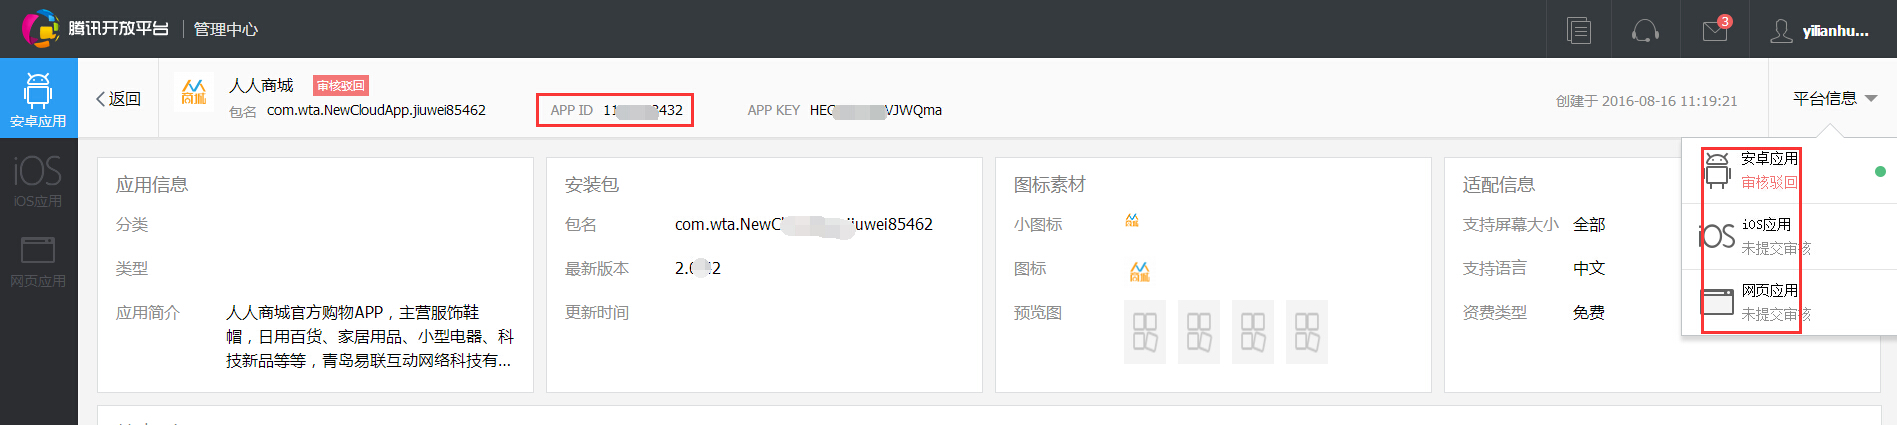 腾讯开放平台 | 管理中心
3
yilianhu...
安卓应用
iOS
iOS应用
网页应用
返回
商城
人人商城 审核驳回
包名 com.wta.NewCloudApp.jiuwei85462
APP ID 11 432
APP KEY HEC VJWQma
创建于 2016-08-16 11:19:21
平台信息
安卓应用
审核驳回
iOS
iOS应用
未提交审核
网页应用
未提交审核
应用信息
分类
类型
应用简介 人人商城官方购物APP，主营服饰鞋
帽，日用百货、家居用品、小型电器、科
技新品等等，青岛易联互动网络科技有...
安装包
包名 com.wta.NewCl iuwei85462
最新版本 2. 2
更新时间
图标素材
小图标
图标
商城
预览图
适配信息
支持屏幕大小 全部
支持语言 中文
资费类型 免费